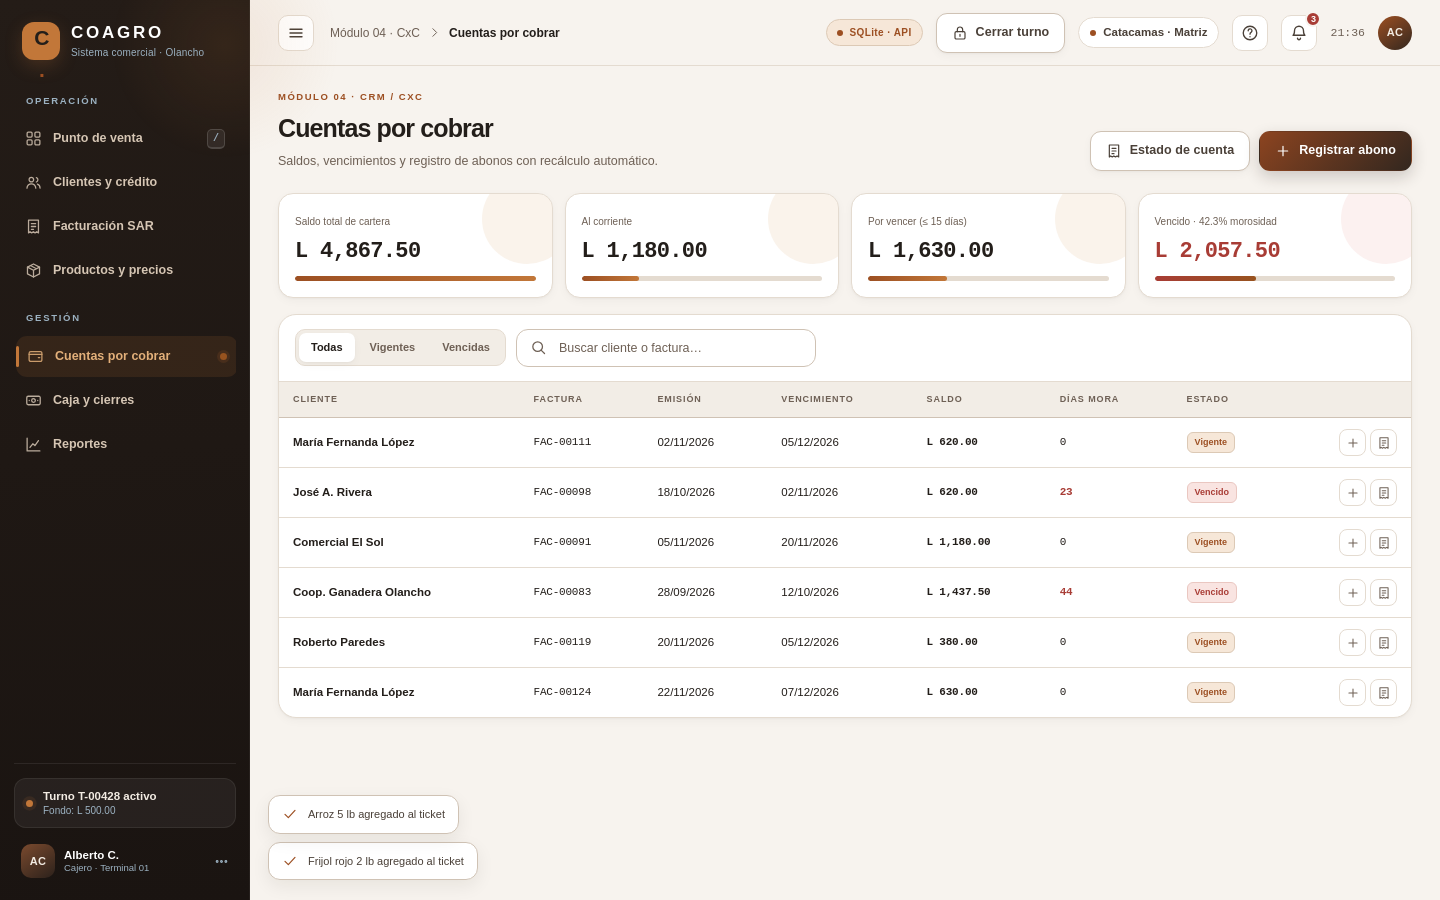 C
COAGRO
Sistema comercial · Olancho
OPERACIÓN
Punto de venta
/
Clientes y crédito
Facturación SAR
Productos y precios
GESTIÓN
Cuentas por cobrar
Caja y cierres
Reportes
Turno T-00428 activo
Fondo: L 500.00
AC
Alberto C.
Cajero · Terminal 01
Módulo 04 · CxC
Cuentas por cobrar
SQLite · API
Cerrar turno
Catacamas · Matriz
3
21:36
AC
MÓDULO 04 · CRM / CXC
Cuentas por cobrar
Saldos, vencimientos y registro de abonos con recálculo automático.
Estado de cuenta
Registrar abono
Saldo total de cartera
L 4,867.50
Al corriente
L 1,180.00
Por vencer (≤ 15 días)
L 1,630.00
Vencido · 42.3% morosidad
L 2,057.50
Todas Vigentes Vencidas
Buscar cliente o factura…
CLIENTE FACTURA EMISIÓN VENCIMIENTO SALDO DÍAS MORA ESTADO
María Fernanda López FAC-00111 02/11/2026 05/12/2026 L 620.00 0 Vigente
José A. Rivera FAC-00098 18/10/2026 02/11/2026 L 620.00 23 Vencido
Comercial El Sol FAC-00091 05/11/2026 20/11/2026 L 1,180.00 0 Vigente
Coop. Ganadera Olancho FAC-00083 28/09/2026 12/10/2026 L 1,437.50 44 Vencido
Roberto Paredes FAC-00119 20/11/2026 05/12/2026 L 380.00 0 Vigente
María Fernanda López FAC-00124 22/11/2026 07/12/2026 L 630.00 0 Vigente
Arroz 5 lb agregado al ticket
Frijol rojo 2 lb agregado al ticket